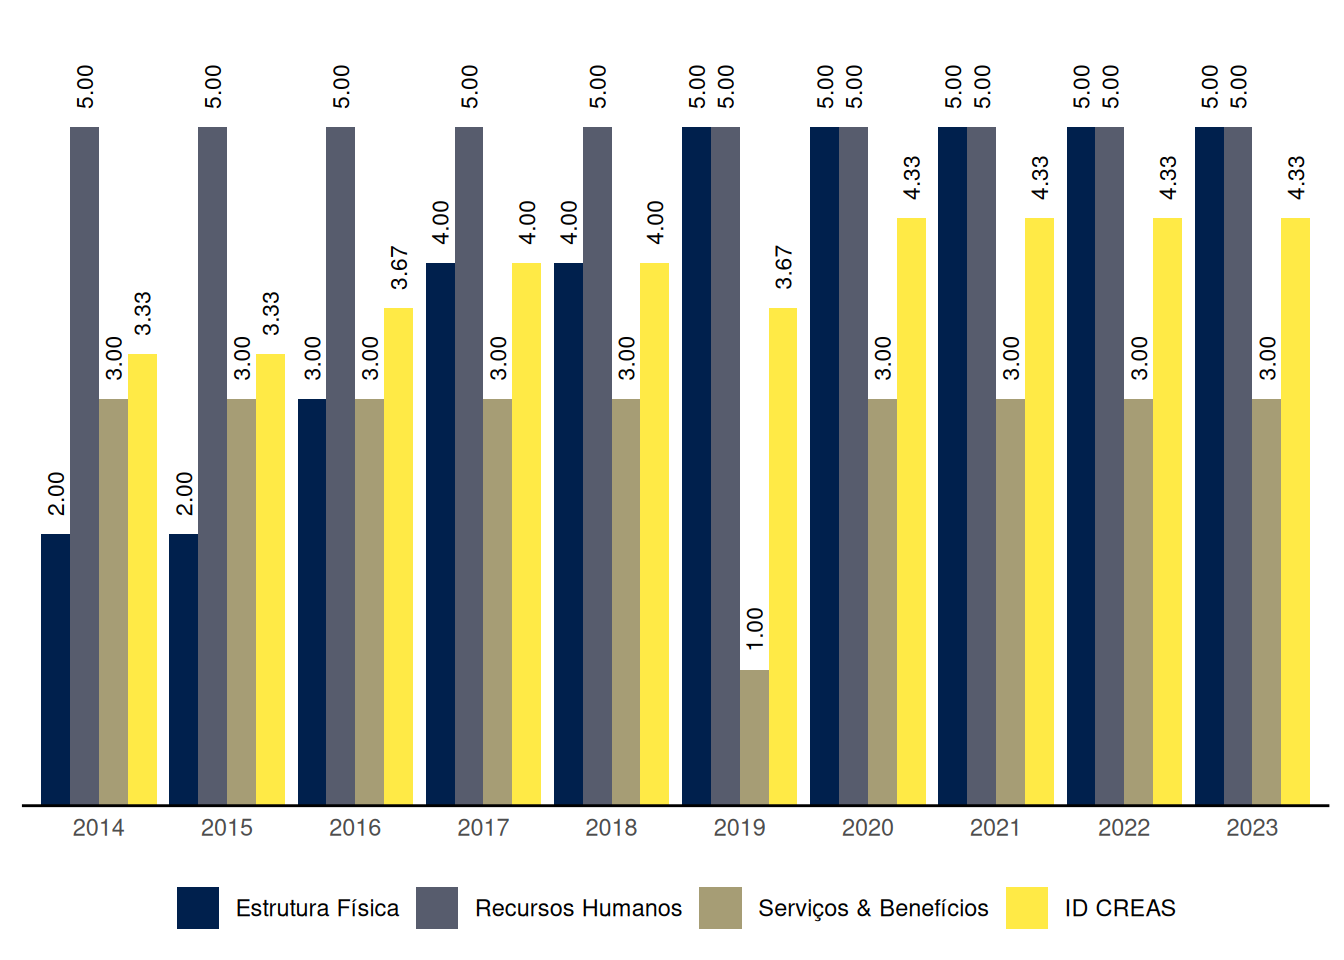 5.00 5.00 5.00 5.00 5.00 5.00 5.00 5.00 5.00 5.00 5.00 5.00 5.00 5.00 5.00
4.33 4.33 4.33 4.33
4.00 4.00 4.00 4.00
3.67 3.67
3.33 3.33
3.00 3.00 3.00 3.00 3.00 3.00 3.00 3.00 3.00 3.00
2.00 2.00
1.00
2014 2015 2016 2017 2018 2019 2020 2021 2022 2023
Estrutura Física Recursos Humanos Serviços & Benefícios ID CREAS